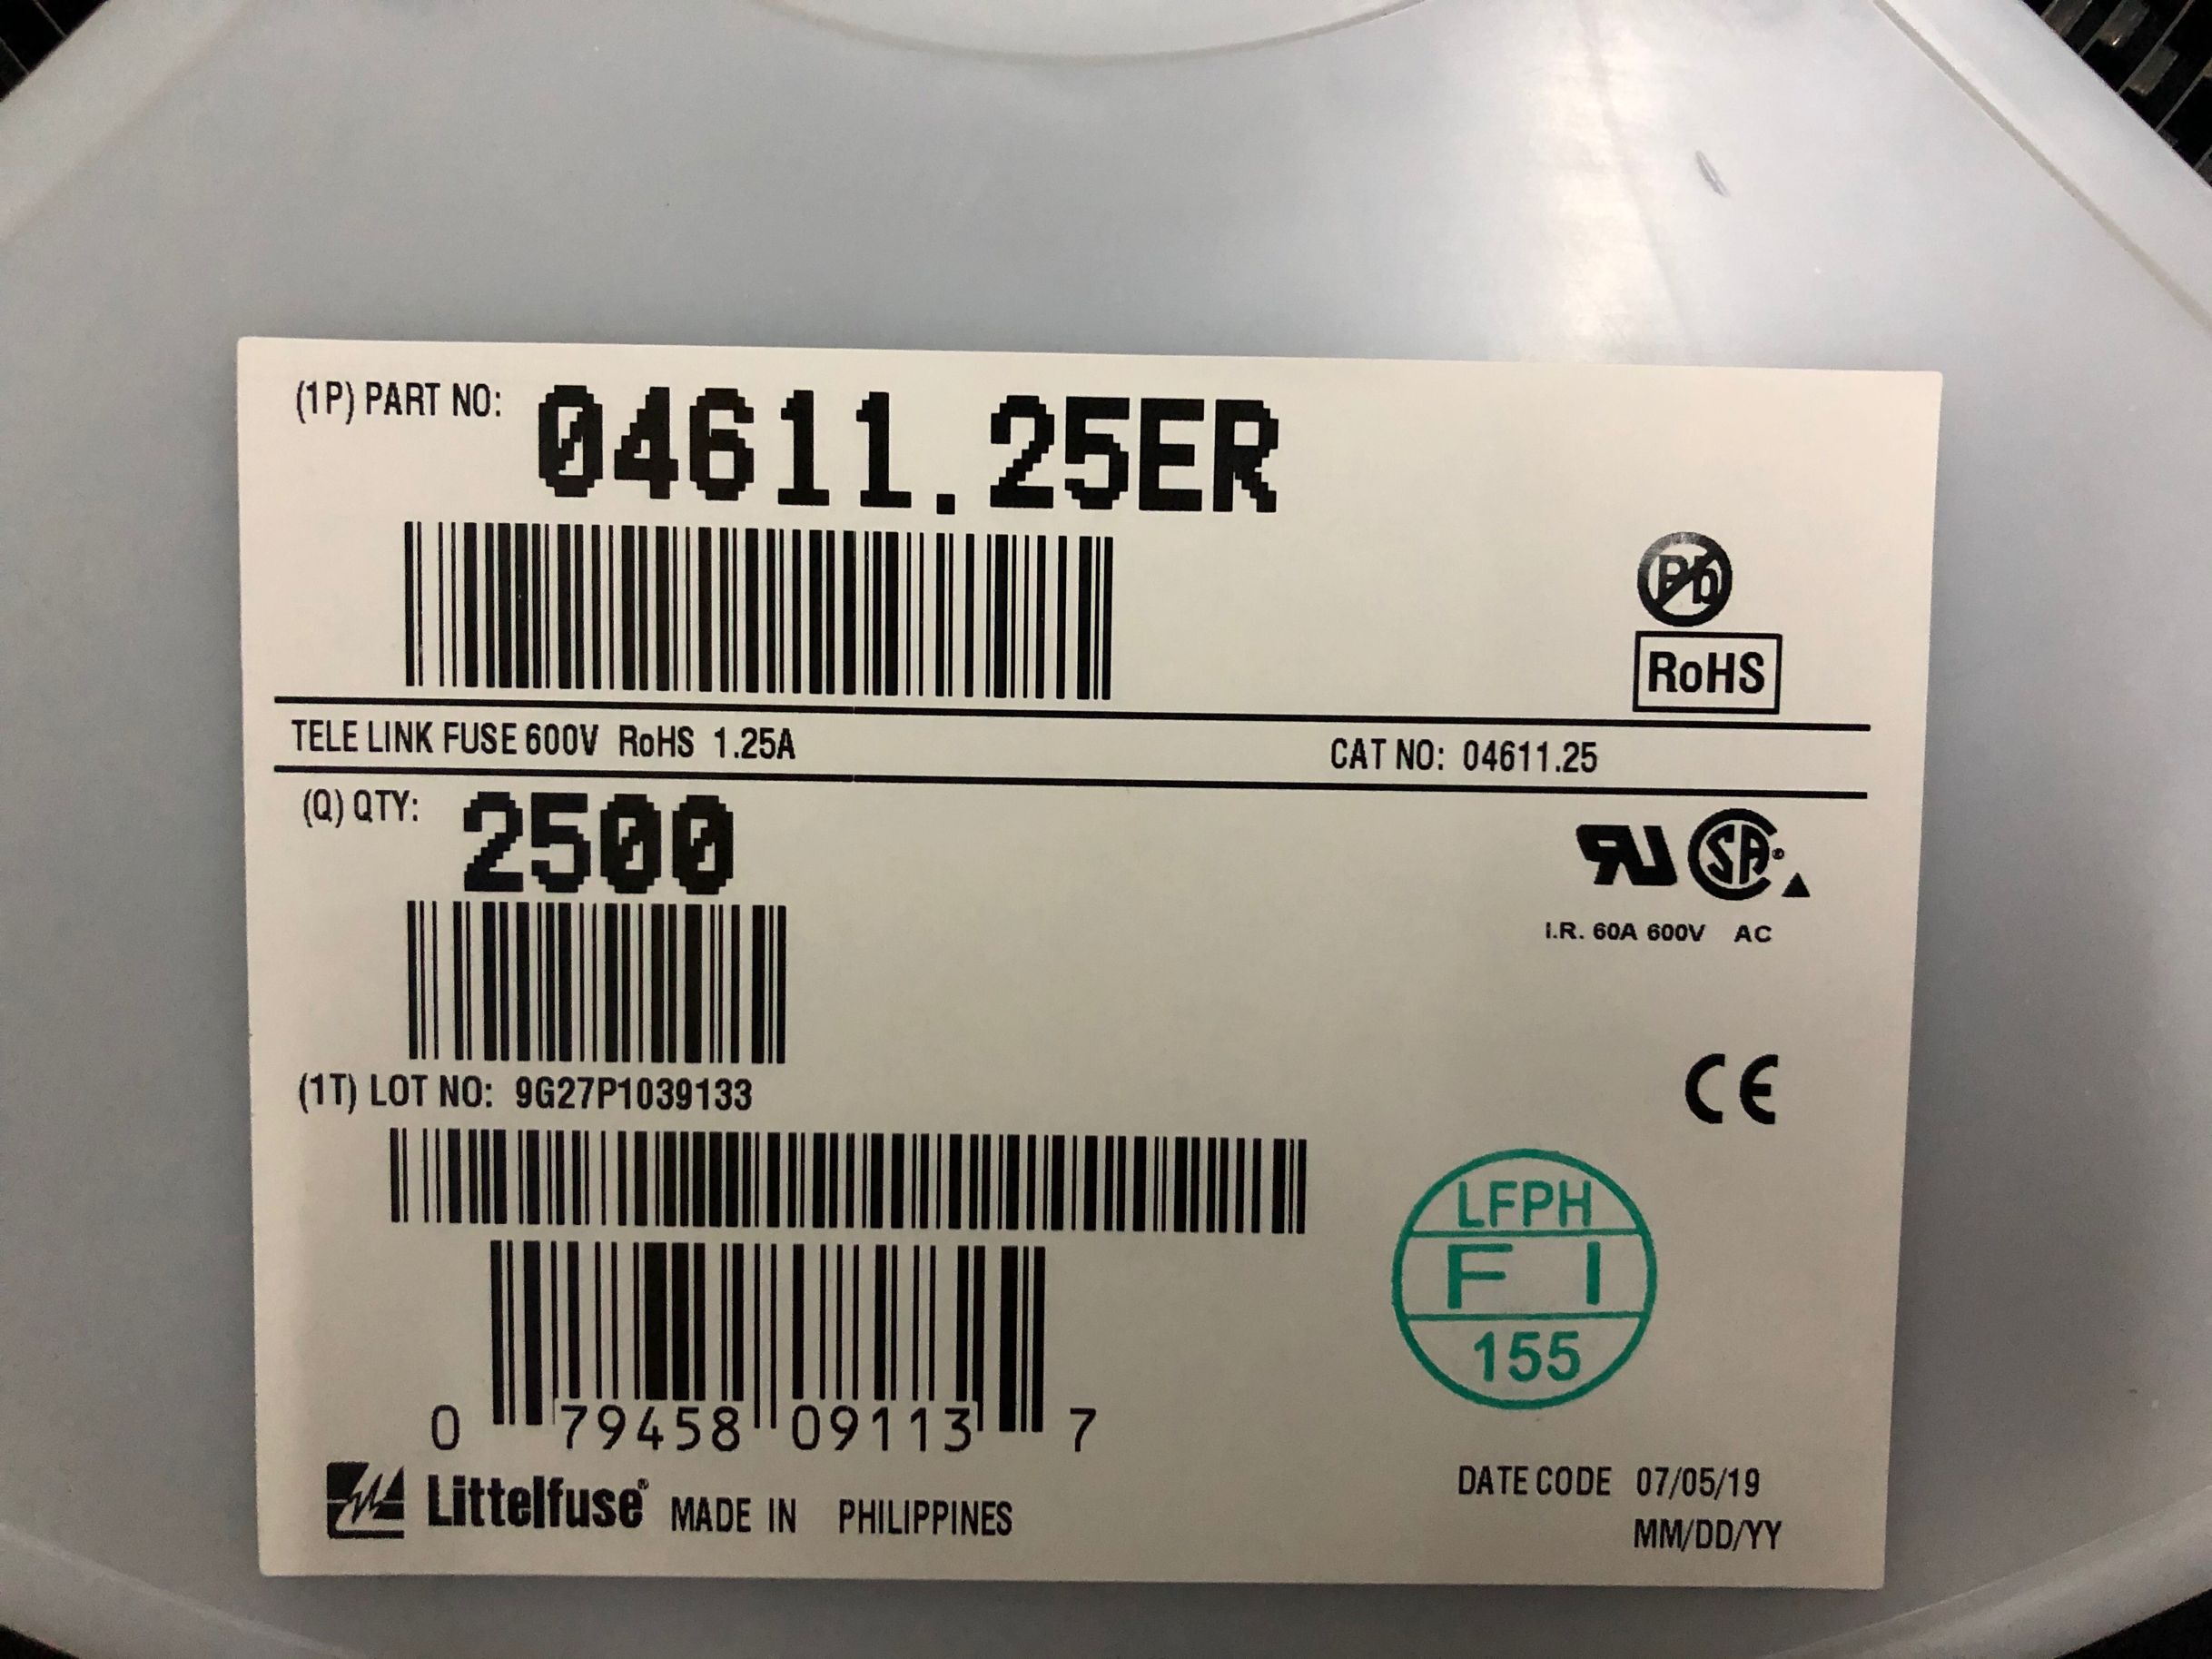 (1P) PART NO: 04611.25ER
Pb
RoHS
TELE LINK FUSE 600V RoHS 1.25A CAT NO: 04611.25
(Q) QTY: 2500
RU SA®
I.R. 60A 600V AC
(1T) LOT NO: 9G27P1039133
CE
LFPH
F I
155
0 79458 09113 7
Littelfuse® MADE IN PHILIPPINES
DATE CODE 07/05/19
MM/DD/YY